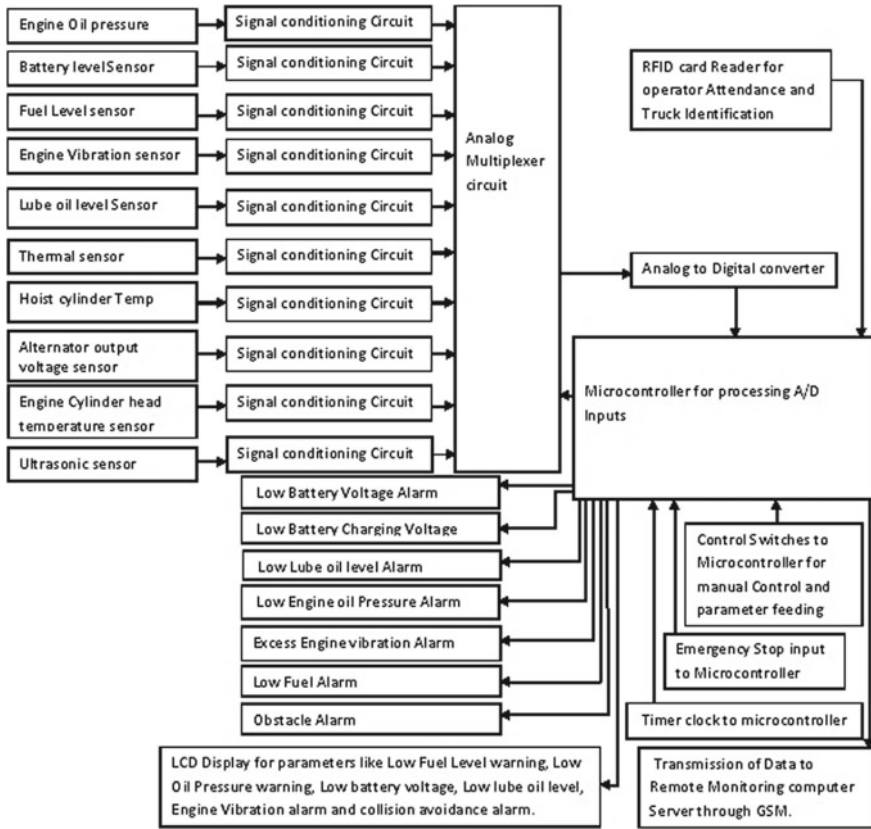 Engine Oil pressure
Signal conditioning Circuit
Battery level Sensor
Signal conditioning Circuit
Fuel Level sensor
Signal conditioning Circuit
Engine Vibration sensor
Signal conditioning Circuit
Lube oil level Sensor
Signal conditioning Circuit
Thermal sensor
Signal conditioning Circuit
Hoist cylinder Temp
Signal conditioning Circuit
Alternator output
voltage sensor
Signal conditioning Circuit
Engine Cylinder head
temperature sensor
Signal conditioning Circuit
Ultrasonic sensor
Signal conditioning Circuit
Analog
Multiplexer
circuit
RFID card Reader for
operator Attendance and
Truck Identification
Analog to Digital converter
Microcontroller for processing A/D
Inputs
Low Battery Voltage Alarm
Low Battery Charging Voltage
Low Lube oil level Alarm
Low Engine oil Pressure Alarm
Excess Engine vibration Alarm
Low Fuel Alarm
Obstacle Alarm
LCD Display for parameters like Low Fuel Level warning, Low
Oil Pressure warning, Low battery voltage, Low lube oil level,
Engine Vibration alarm and collision avoidance alarm.
Control Switches to
Microcontroller for
manual Control and
parameter feeding
Emergency Stop input
to Microcontroller
Timer clock to microcontroller
Transmission of Data to
Remote Monitoring computer
Server through GSM.